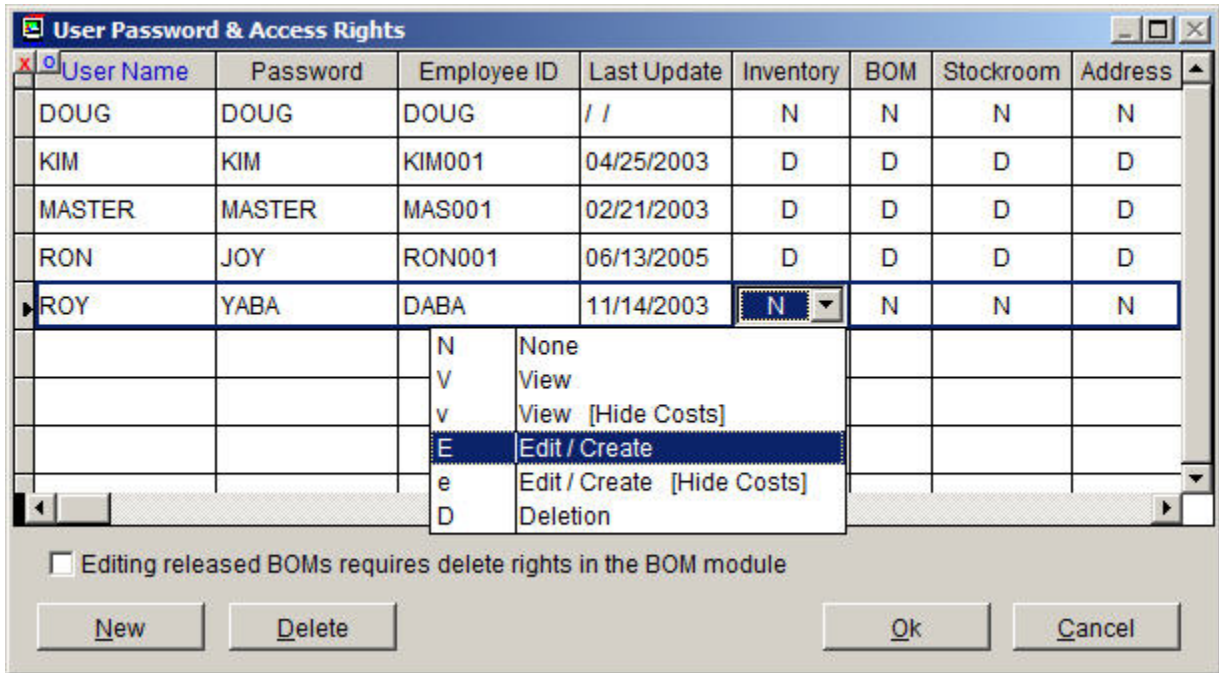 User Password & Access Rights
X O User Name Password Employee ID Last Update Inventory BOM Stockroom Address
DOUG DOUG DOUG / / N N N N
KIM KIM KIM001 04/25/2003 D D D D
MASTER MASTER MAS001 02/21/2003 D D D D
RON JOY RON001 06/13/2005 D D D D
ROY YABA DABA 11/14/2003 N N N N
N None
V View
v View [Hide Costs]
E Edit / Create
e Edit / Create [Hide Costs]
D Deletion
Editing released BOMs requires delete rights in the BOM module
New Delete Ok Cancel